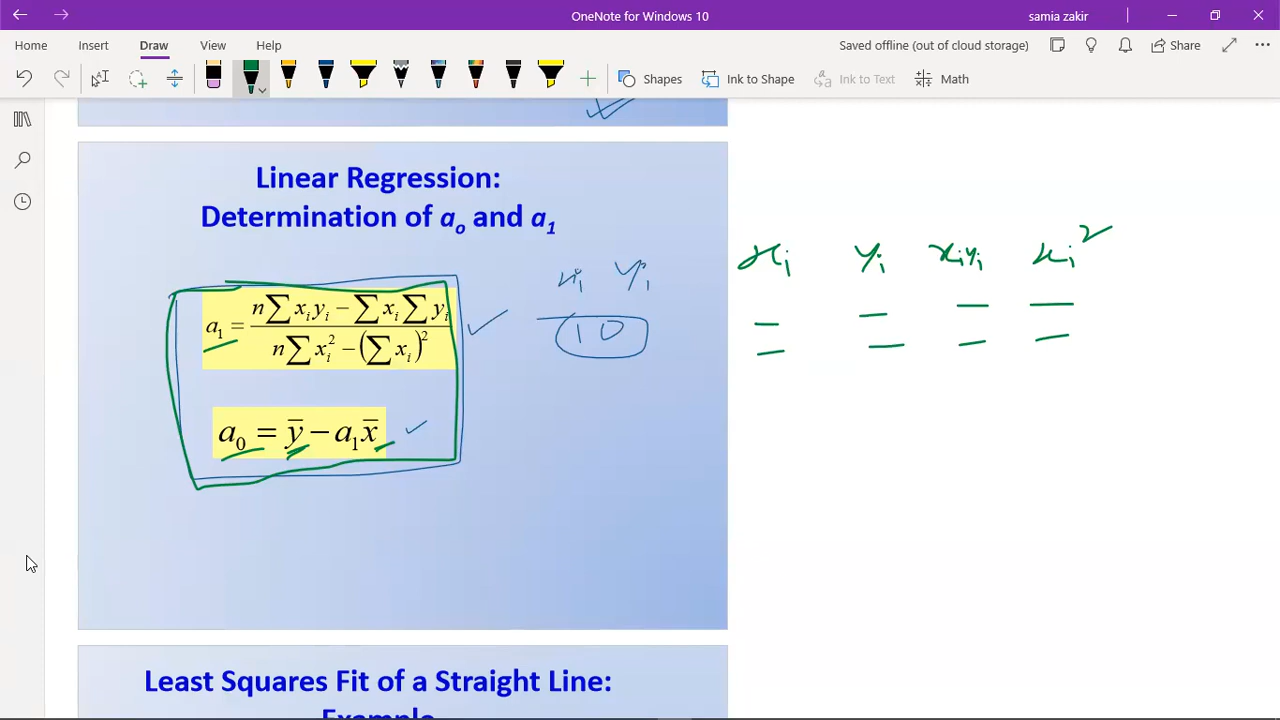 OneNote for Windows 10
samia zakir
Home Insert Draw View Help
Saved offline (out of cloud storage)
Share
Shapes
Ink to Shape
Ink to Text
Math
Linear Regression:
Determination of a₀ and a₁
a₁ = (n∑xᵢyᵢ − ∑xᵢ∑yᵢ) / (n∑xᵢ² − (∑xᵢ)²)
a₀ = ȳ − a₁x̄
xᵢ yᵢ
10
xᵢ yᵢ xᵢyᵢ xᵢ²
Least Squares Fit of a Straight Line:
Example